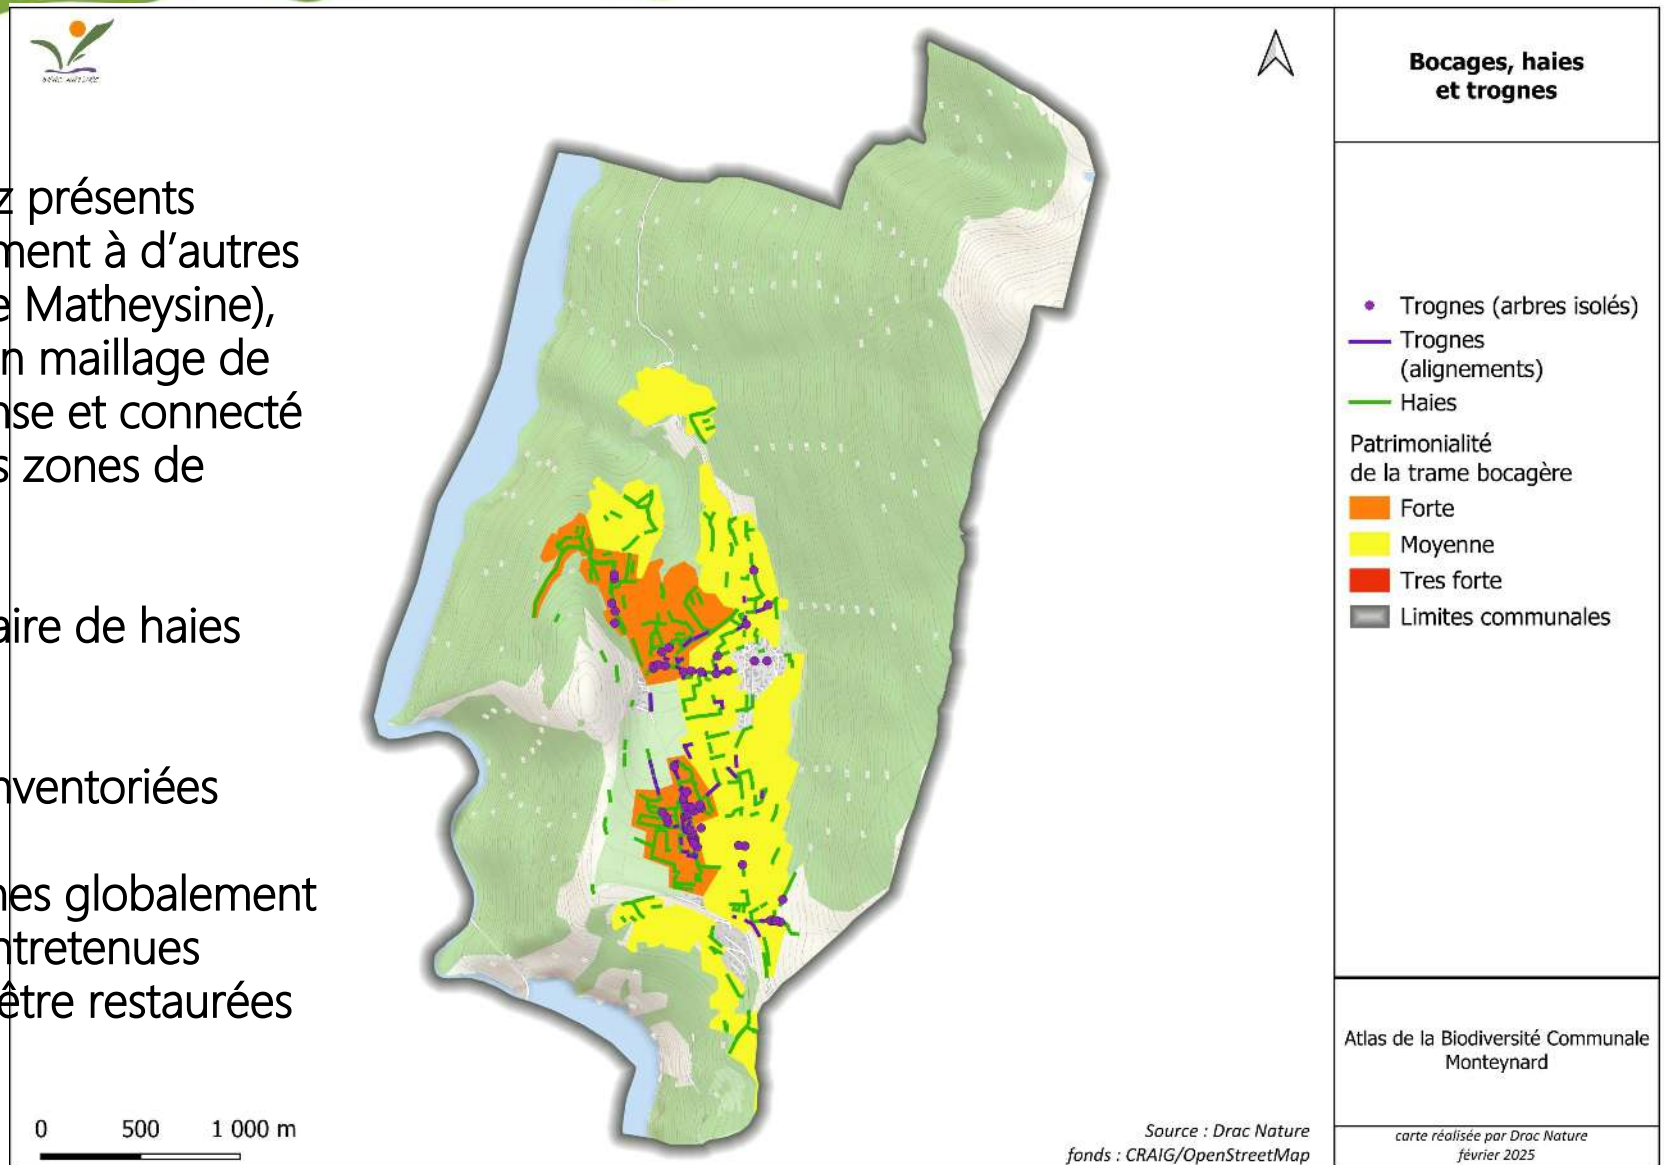 DRAC NATURE
z présents
ment à d'autres
e Matheysine),
n maillage de
nse et connecté
s zones de
aire de haies
nventoriées
nes globalement
ntretenues
être restaurées
0 500 1 000 m
Source : Drac Nature
fonds : CRAIG/OpenStreetMap
Bocages, haies
et trognes
Trognes (arbres isolés)
Trognes
(alignements)
Haies
Patrimonialité
de la trame bocagère
Forte
Moyenne
Tres forte
Limites communales
Atlas de la Biodiversité Communale
Monteynard
carte réalisée par Drac Nature
février 2025